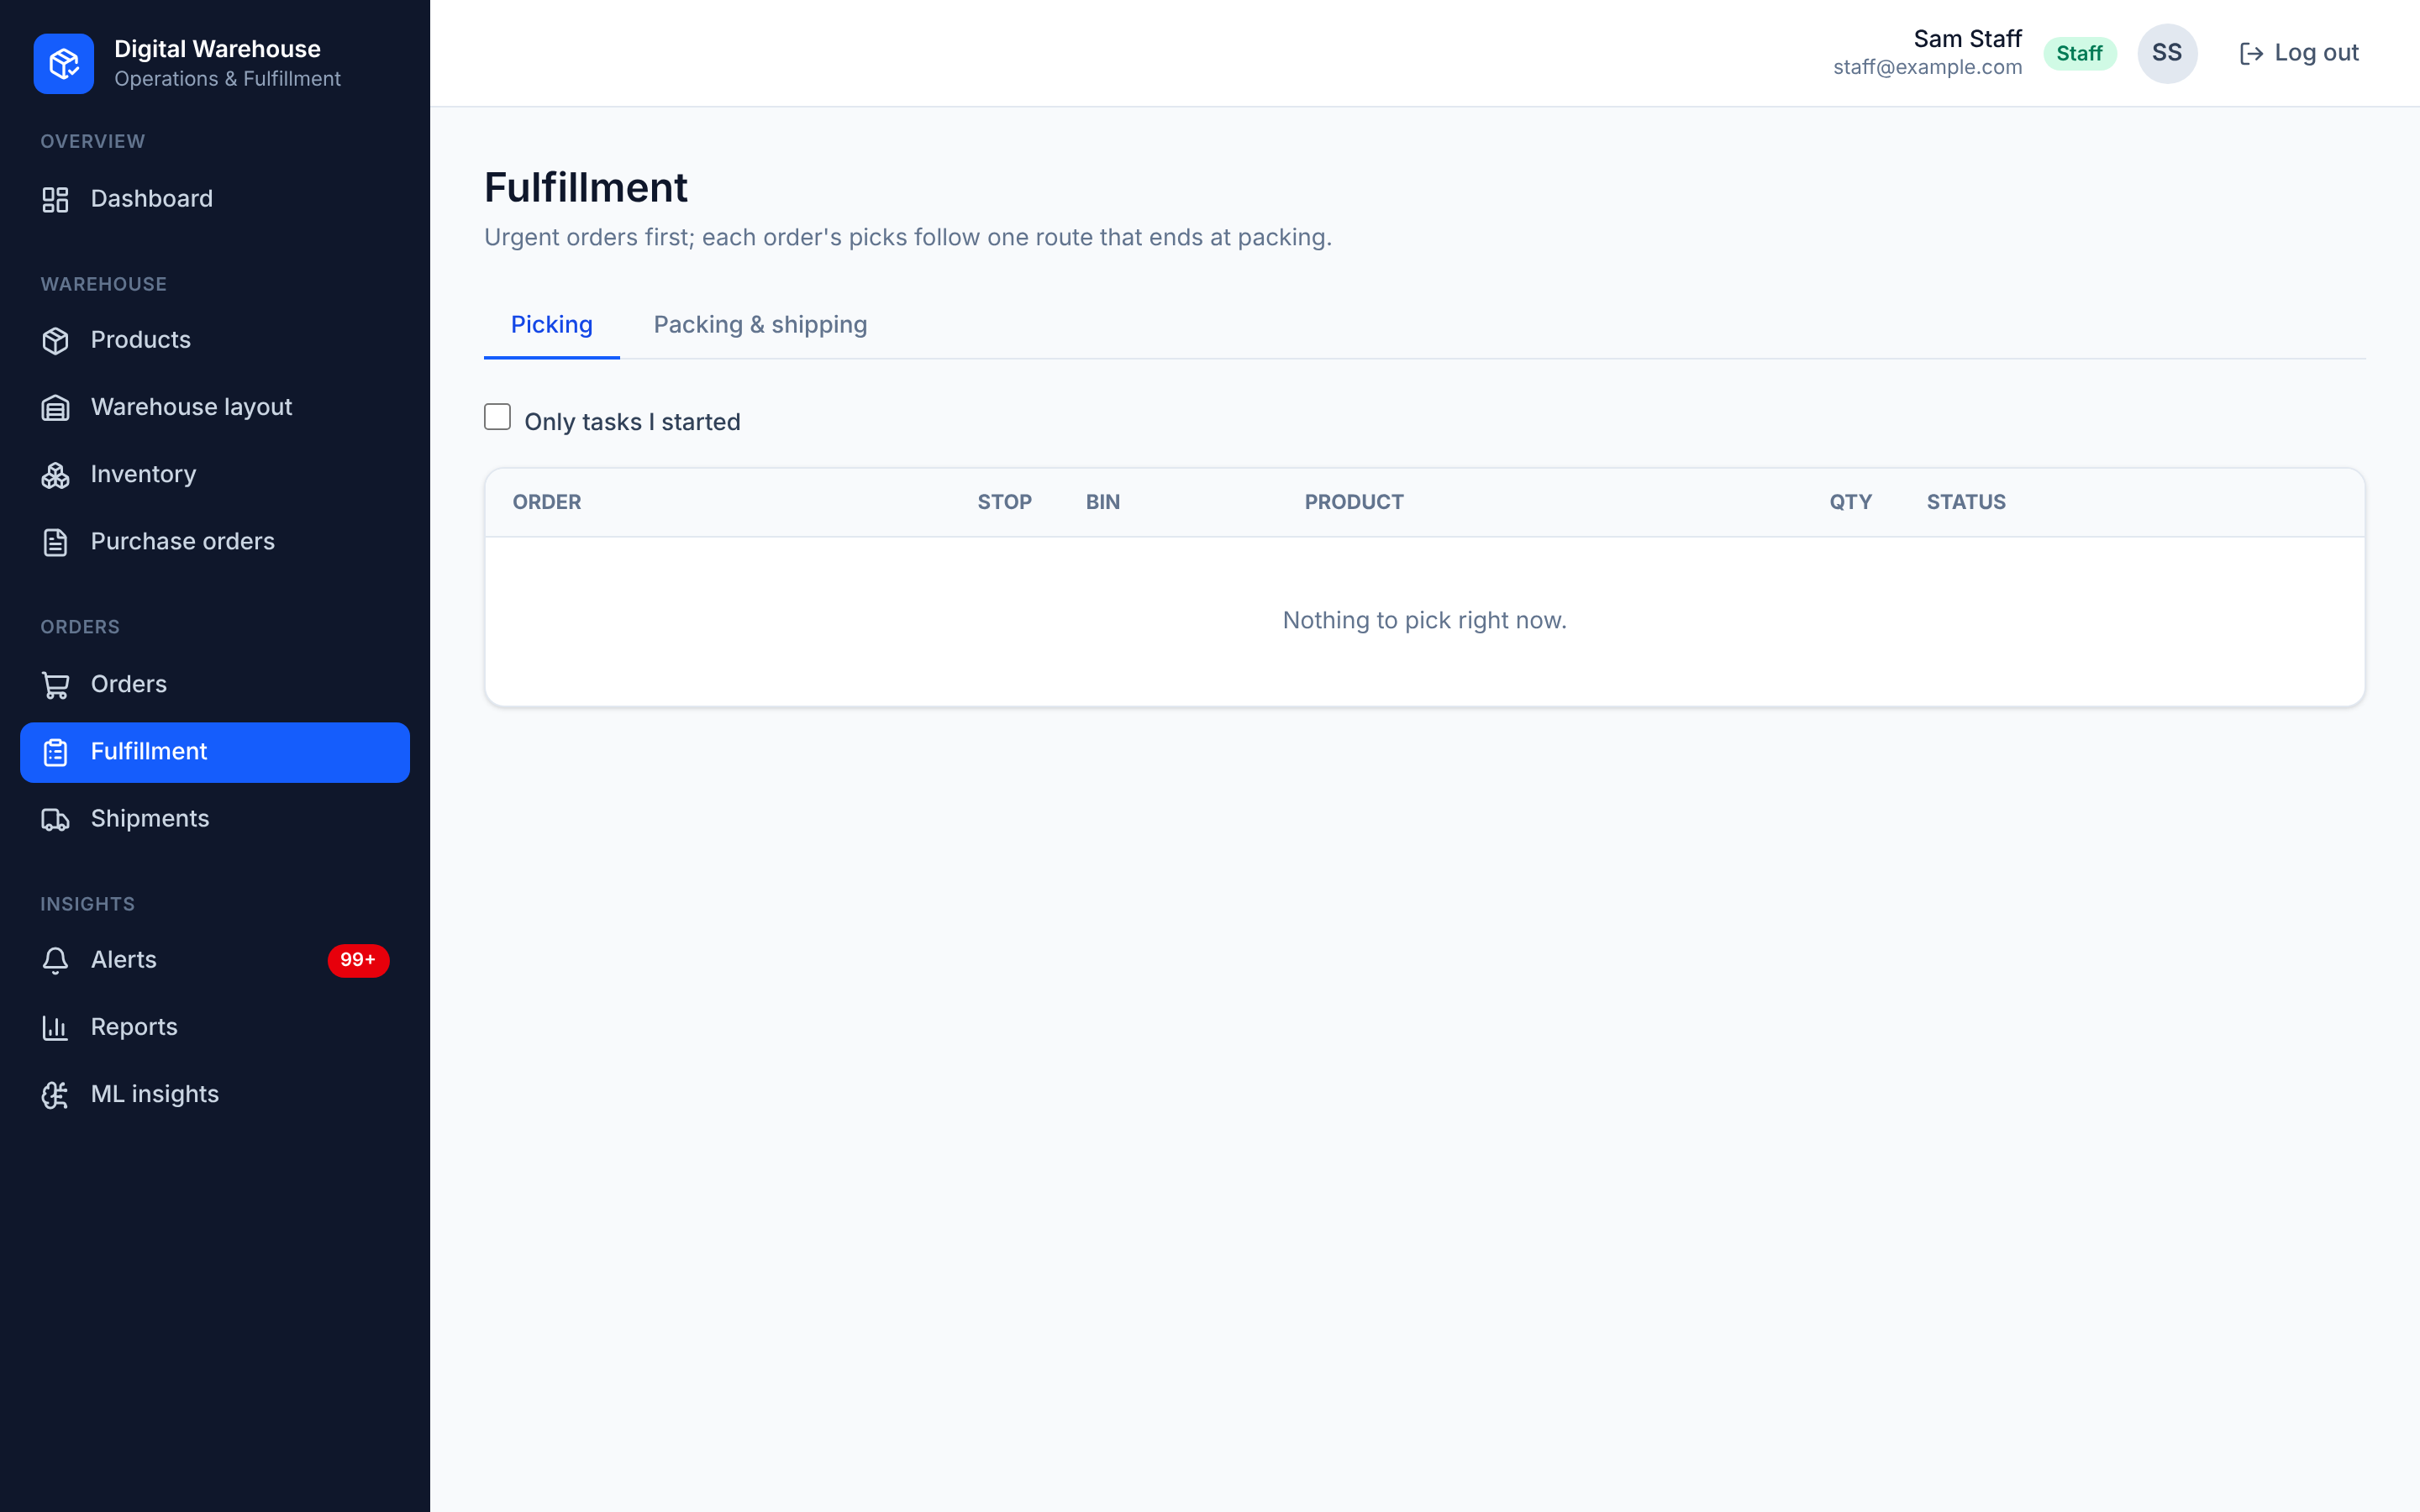 Digital Warehouse
Operations & Fulfillment
OVERVIEW
Dashboard
WAREHOUSE
Products
Warehouse layout
Inventory
Purchase orders
ORDERS
Orders
Fulfillment
Shipments
INSIGHTS
Alerts 99+
Reports
ML insights
Sam Staff
staff@example.com
Staff
SS
Log out
Fulfillment
Urgent orders first; each order's picks follow one route that ends at packing.
Picking Packing & shipping
Only tasks I started
ORDER STOP BIN PRODUCT QTY STATUS
Nothing to pick right now.